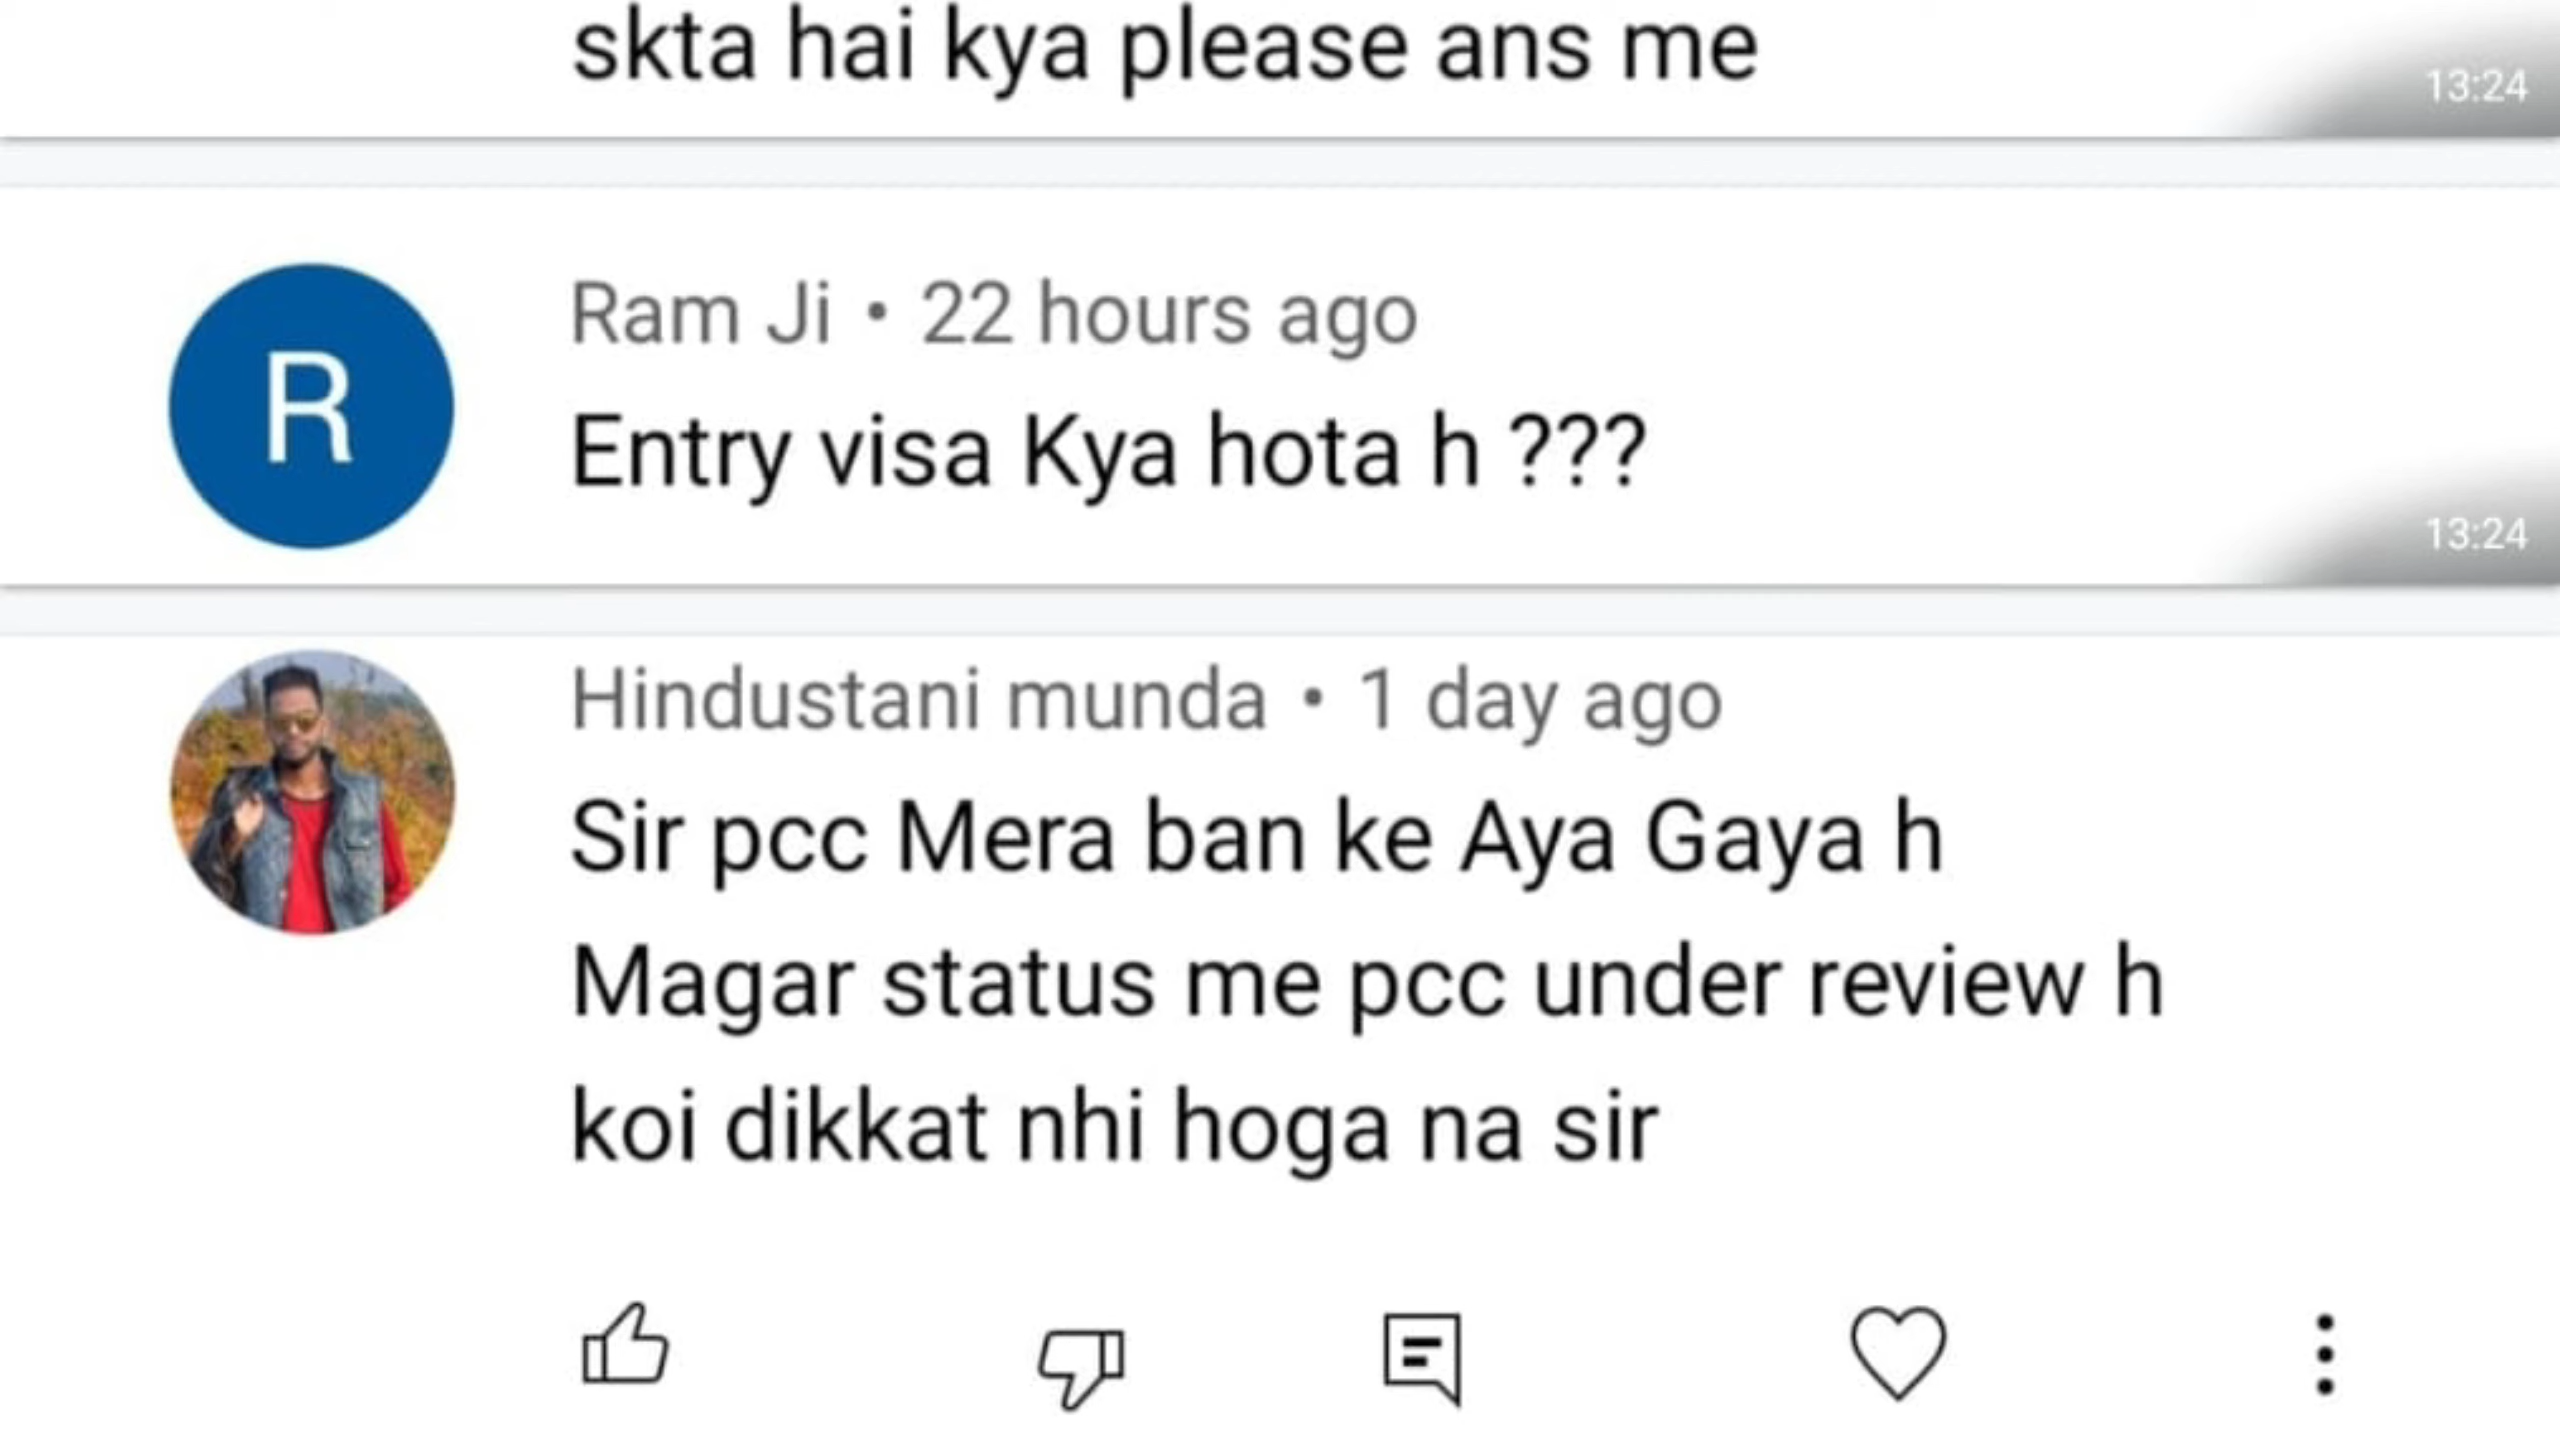 skta hai kya please ans me
13:24
R
Ram Ji • 22 hours ago
Entry visa Kya hota h ???
13:24
Hindustani munda • 1 day ago
Sir pcc Mera ban ke Aya Gaya h
Magar status me pcc under review h
koi dikkat nhi hoga na sir